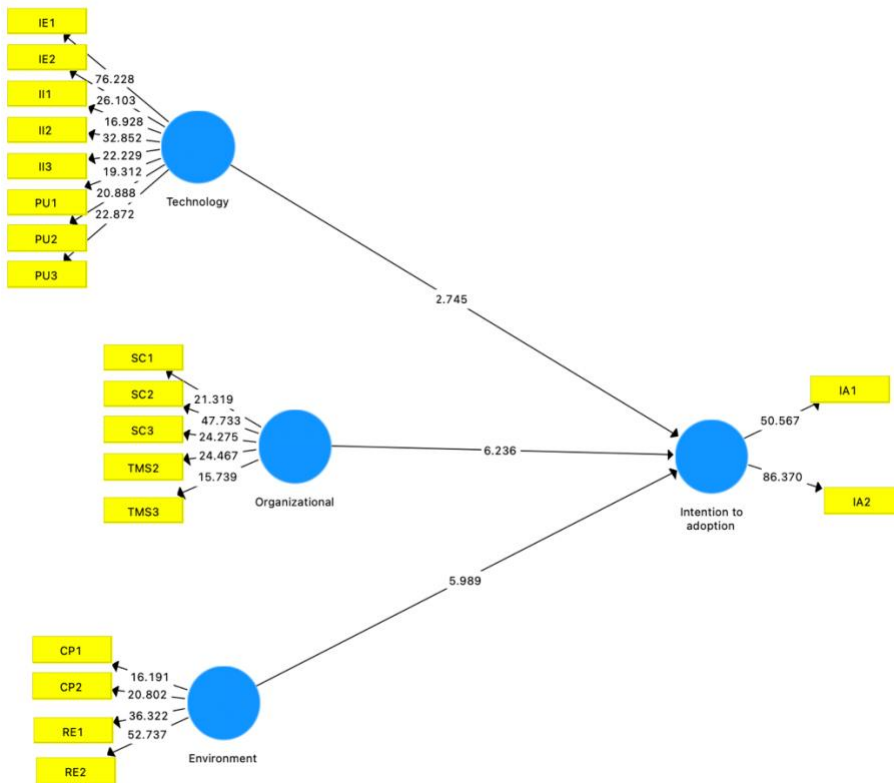 IE1
IE2
II1
II2
II3
PU1
PU2
PU3
76.228
26.103
16.928
32.852
22.229
19.312
20.888
22.872
Technology
2.745
SC1
SC2
SC3
TMS2
TMS3
21.319
47.733
24.275
24.467
15.739
Organizational
6.236
IA1
IA2
50.567
86.370
Intention to
adoption
5.989
CP1
CP2
RE1
RE2
16.191
20.802
36.322
52.737
Environment